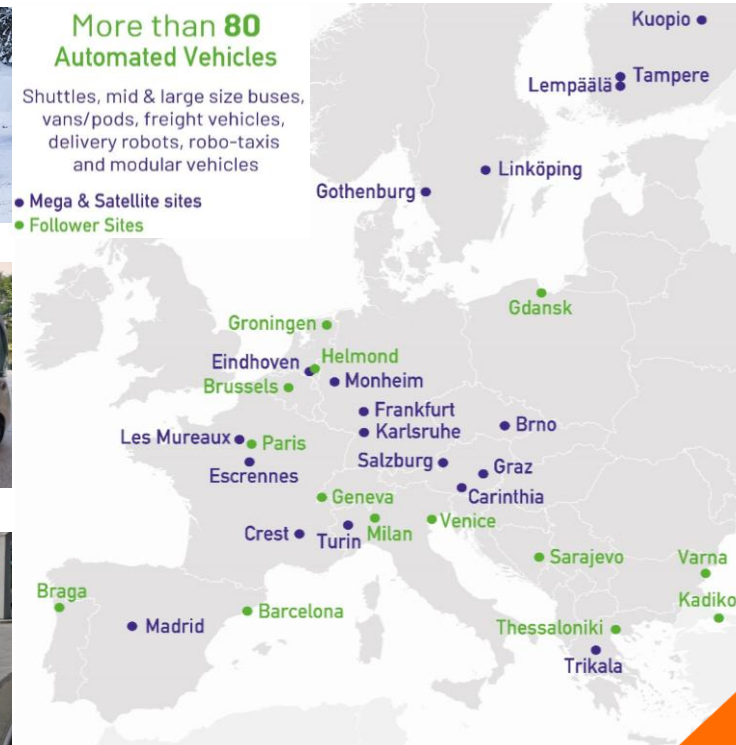 More than 80
Automated Vehicles
Shuttles, mid & large size buses,
vans/pods, freight vehicles,
delivery robots, robo-taxis
and modular vehicles
Mega & Satellite sites
Follower Sites
Kuopio
Tampere
Lempäälä
Linköping
Gothenburg
Gdansk
Groningen
Helmond
Eindhoven
Monheim
Brussels
Frankfurt
Brno
Karlsruhe
Les Mureaux
Paris
Salzburg
Graz
Escrennes
Carinthia
Geneva
Venice
Crest
Turin
Milan
Sarajevo
Varna
Braga
Kadiko
Barcelona
Madrid
Thessaloniki
Trikala